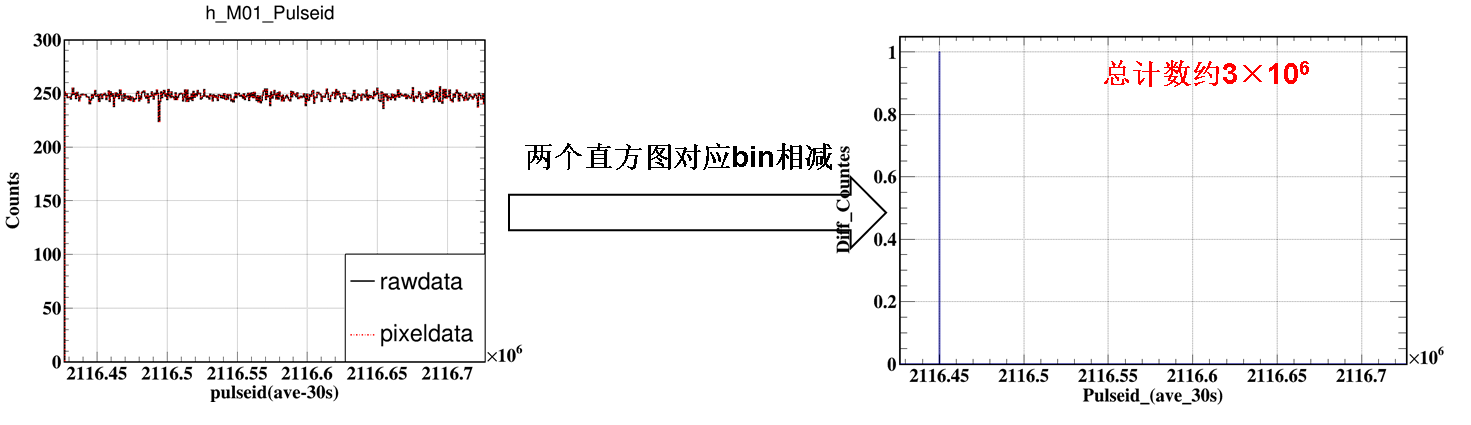 h_M01_Pulseid
300
250
200
150
100
50
0
Counts
rawdata
pixeldata
2116.45 2116.5 2116.55 2116.6 2116.65 2116.7
×10⁶
pulseid(ave-30s)
两个直方图对应bin相减
总计数约3×10⁶
1
0.8
0.6
0.4
0.2
0
Diff_Countes
2116.45 2116.5 2116.55 2116.6 2116.65 2116.7
×10⁶
Pulseid_(ave_30s)